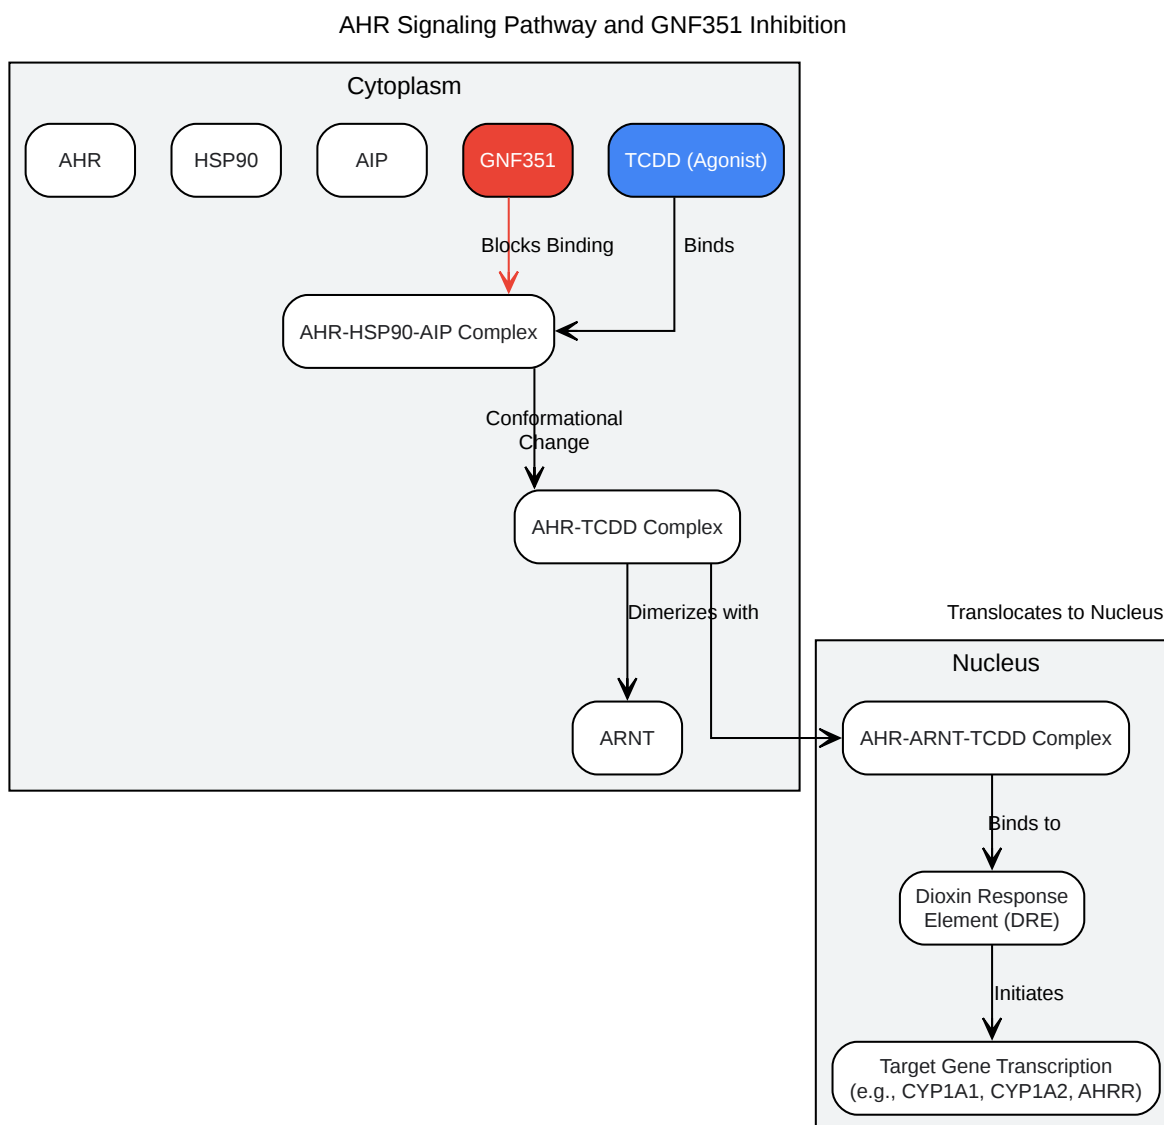 AHR Signaling Pathway and GNF351 Inhibition
Cytoplasm
AHR
HSP90
AIP
GNF351
TCDD (Agonist)
Blocks Binding
Binds
AHR-HSP90-AIP Complex
Conformational
Change
AHR-TCDD Complex
Dimerizes with
Translocates to Nucleus
Nucleus
ARNT
AHR-ARNT-TCDD Complex
Binds to
Dioxin Response
Element (DRE)
Initiates
Target Gene Transcription
(e.g., CYP1A1, CYP1A2, AHRR)